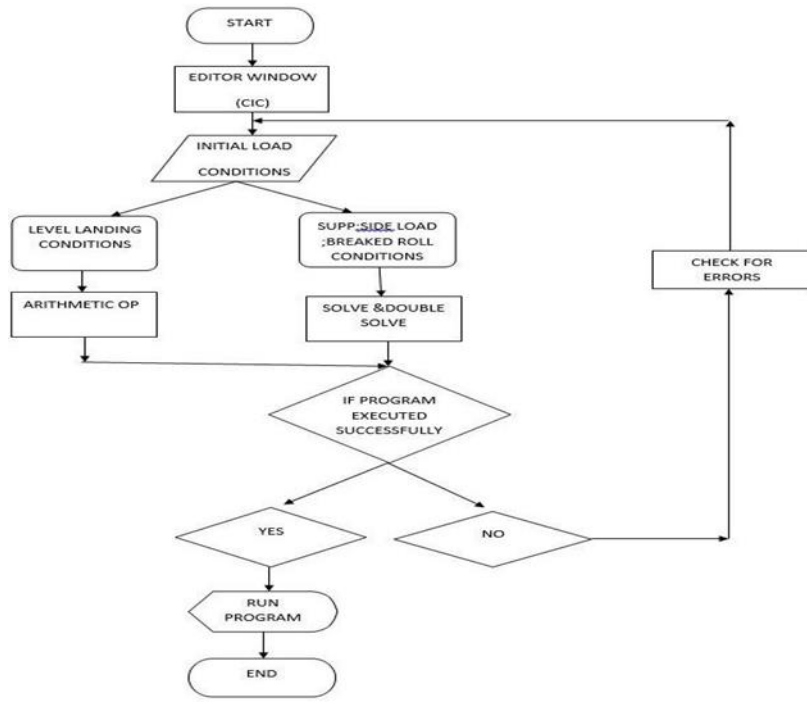 START
EDITOR WINDOW
(CIC)
INITIAL LOAD
CONDITIONS
LEVEL LANDING
CONDITIONS
SUPP;SIDE LOAD
;BREAKED ROLL
CONDITIONS
CHECK FOR
ERRORS
ARITHMETIC OP
SOLVE &DOUBLE
SOLVE
IF PROGRAM
EXECUTED
SUCCESSFULLY
YES
NO
RUN
PROGRAM
END